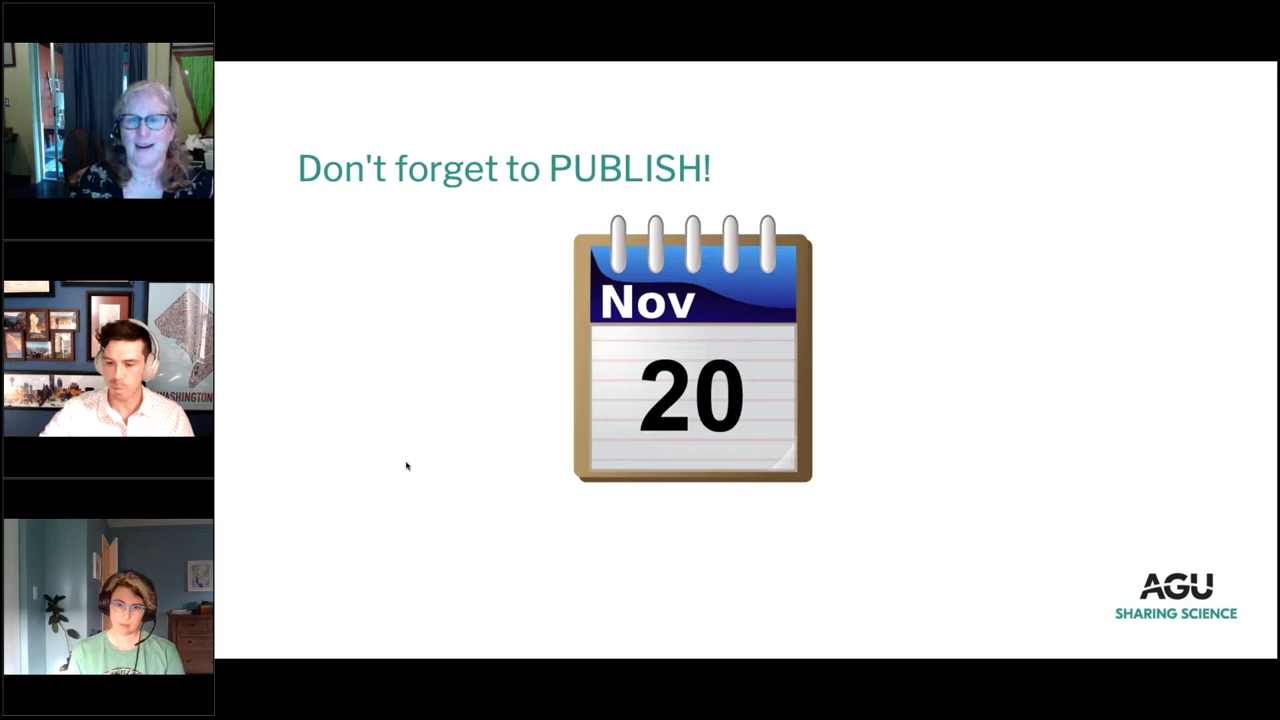 Don't forget to PUBLISH!
Nov
20
WASHINGTON
AGU
SHARING SCIENCE